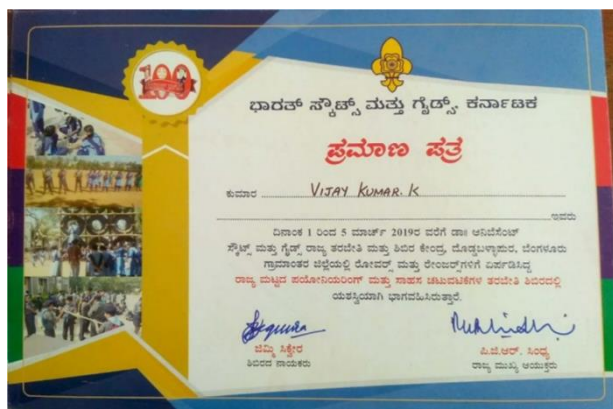 100
ಭಾರತ್ ಸ್ಕೌಟ್ಸ್ ಮತ್ತು ಗೈಡ್ಸ್, ಕರ್ನಾಟಕ
ಪ್ರಮಾಣ ಪತ್ರ
ಕುಮಾರ VIJAY KUMAR. K
ಇವರು
ದಿನಾಂಕ 1 ರಿಂದ 5 ಮಾರ್ಚ್ 2019ರ ವರೆಗೆ ಡಾ: ಆನಿಬೆಸೆಂಟ್
ಸ್ಕೌಟ್ಸ್ ಮತ್ತು ಗೈಡ್ಸ್ ರಾಜ್ಯ ತರಬೇತಿ ಮತ್ತು ಶಿಬಿರ ಕೇಂದ್ರ, ದೊಡ್ಡಬಳ್ಳಾಪುರ, ಬೆಂಗಳೂರು
ಗ್ರಾಮಾಂತರ ಜಿಲ್ಲೆಯಲ್ಲಿ ರೋವರ್ಸ್ ಮತ್ತು ರೇಂಜರ್ಸ್‌ಗಳಿಗೆ ಏರ್ಪಡಿಸಿದ್ದ
ರಾಜ್ಯ ಮಟ್ಟದ ಪಯೋನಿಯರಿಂಗ್ ಮತ್ತು ಸಾಹಸ ಚಟುವಟಿಕೆಗಳ ತರಬೇತಿ ಶಿಬಿರದಲ್ಲಿ
ಯಶಸ್ವಿಯಾಗಿ ಭಾಗವಹಿಸಿರುತ್ತಾರೆ.
ಜಿಮ್ಮಿ ಸಿಕ್ವೇರ
ಶಿಬಿರದ ನಾಯಕರು
ಪಿ.ಜಿ.ಆರ್. ಸಿಂಧ್ಯ
ರಾಜ್ಯ ಮುಖ್ಯ ಆಯುಕ್ತರು